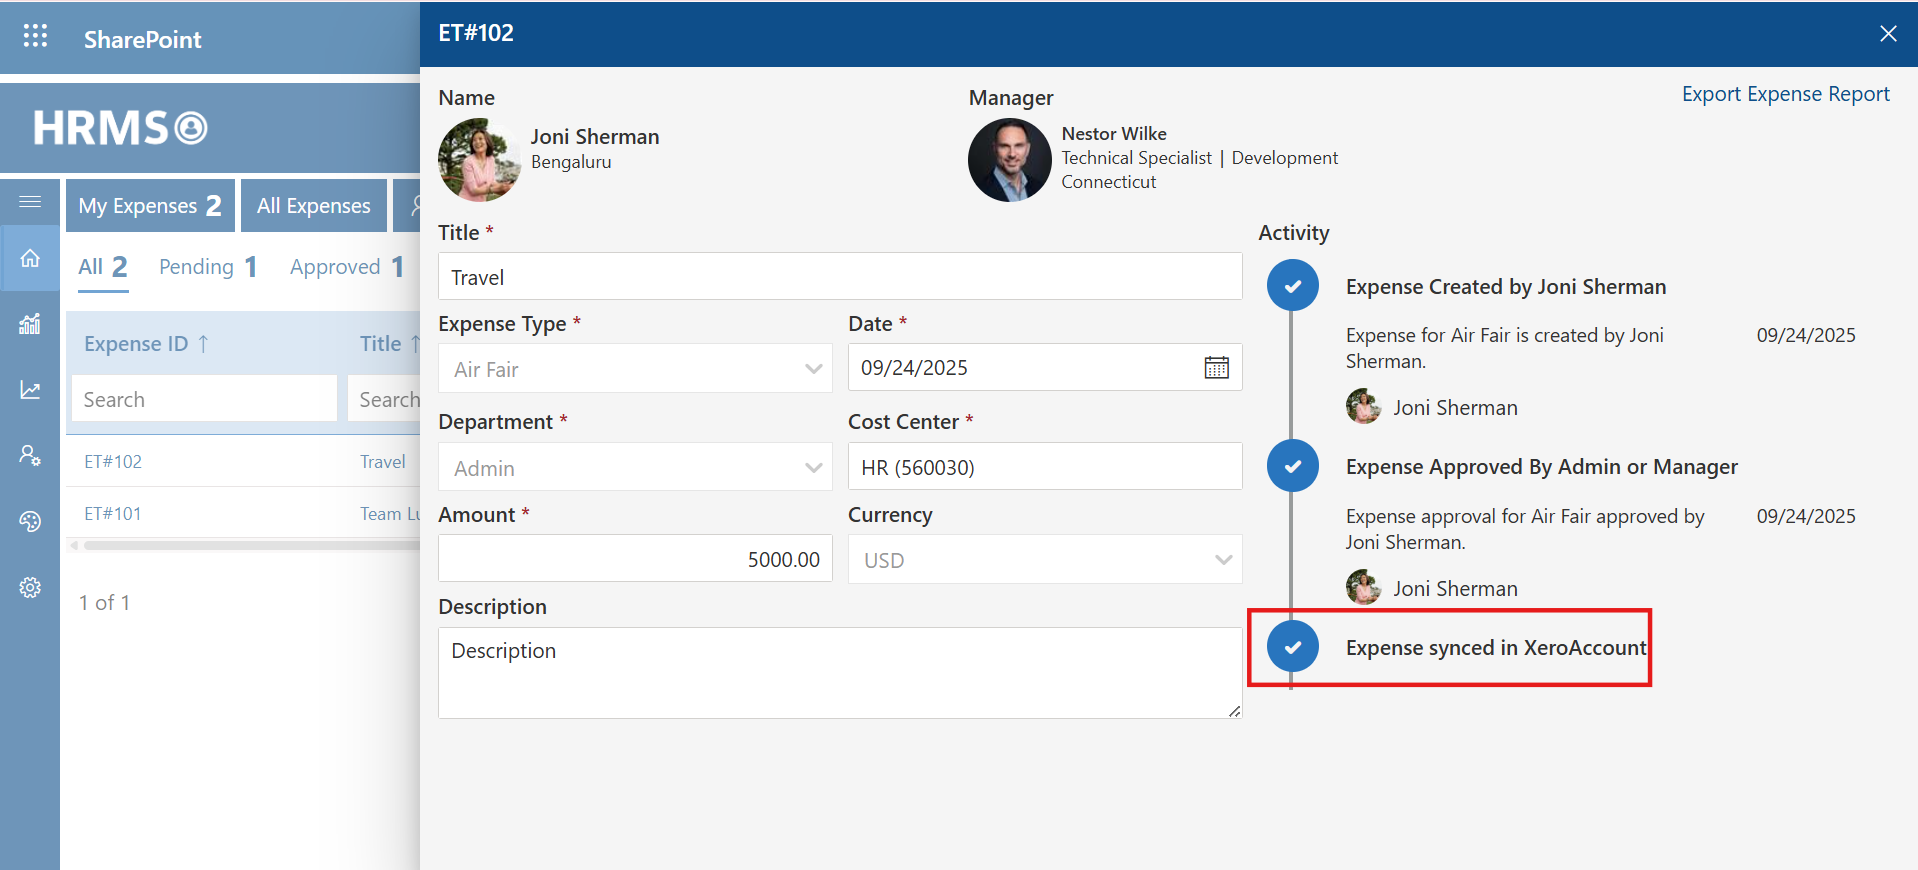 SharePoint
HRMS
My Expenses 2
All Expenses
All 2
Pending 1
Approved 1
Expense ID ↑
Title ↑
Search
Search
ET#102
Travel
ET#101
Team
1 of 1
ET#102
Export Expense Report
Name
Joni Sherman
Bengaluru
Manager
Nestor Wilke
Technical Specialist | Development
Connecticut
Title *
Travel
Expense Type *
Air Fair
Date *
09/24/2025
Department *
Admin
Cost Center *
HR (560030)
Amount *
5000.00
Currency
USD
Description
Description
Activity
Expense Created by Joni Sherman
Expense for Air Fair is created by Joni
Sherman.
09/24/2025
Joni Sherman
Expense Approved By Admin or Manager
Expense approval for Air Fair approved by
Joni Sherman.
09/24/2025
Joni Sherman
Expense synced in XeroAccount